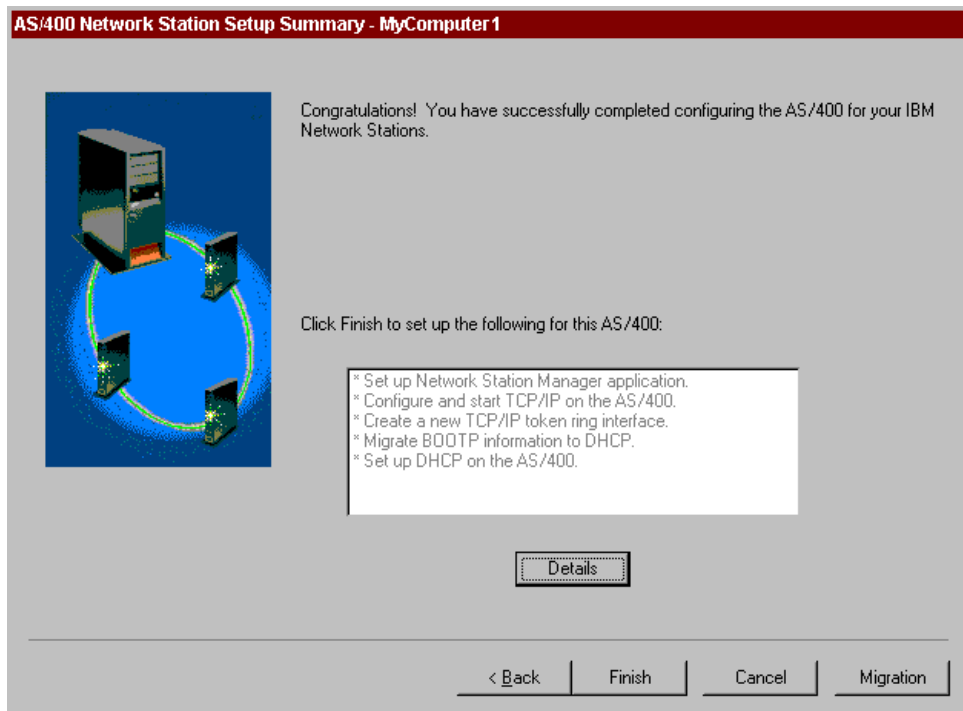 AS/400 Network Station Setup Summary - MyComputer1
Congratulations! You have successfully completed configuring the AS/400 for your IBM
Network Stations.
Click Finish to set up the following for this AS/400:
* Set up Network Station Manager application.
* Configure and start TCP/IP on the AS/400.
* Create a new TCP/IP token ring interface.
* Migrate BOOTP information to DHCP.
* Set up DHCP on the AS/400.
Details
< Back
Finish
Cancel
Migration